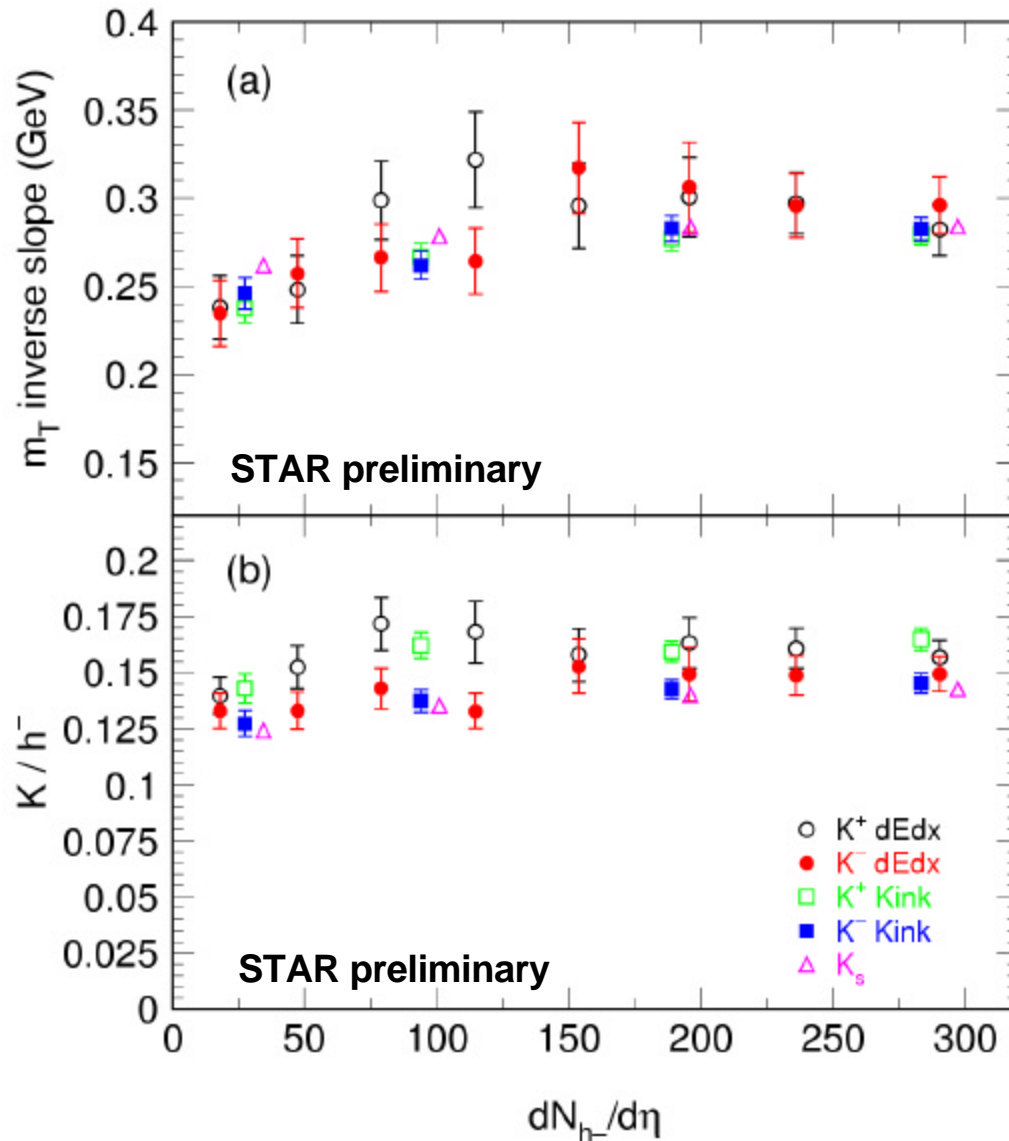 m_T inverse slope (GeV)
0.4
0.35
0.3
0.25
0.2
0.15
(a)
STAR preliminary
K / h⁻
0.2
0.175
0.15
0.125
0.1
0.075
0.05
0.025
0
(b)
K⁺ dEdx
K⁻ dEdx
K⁺ Kink
K⁻ Kink
K_s
STAR preliminary
0 50 100 150 200 250 300
dN_h–/dη